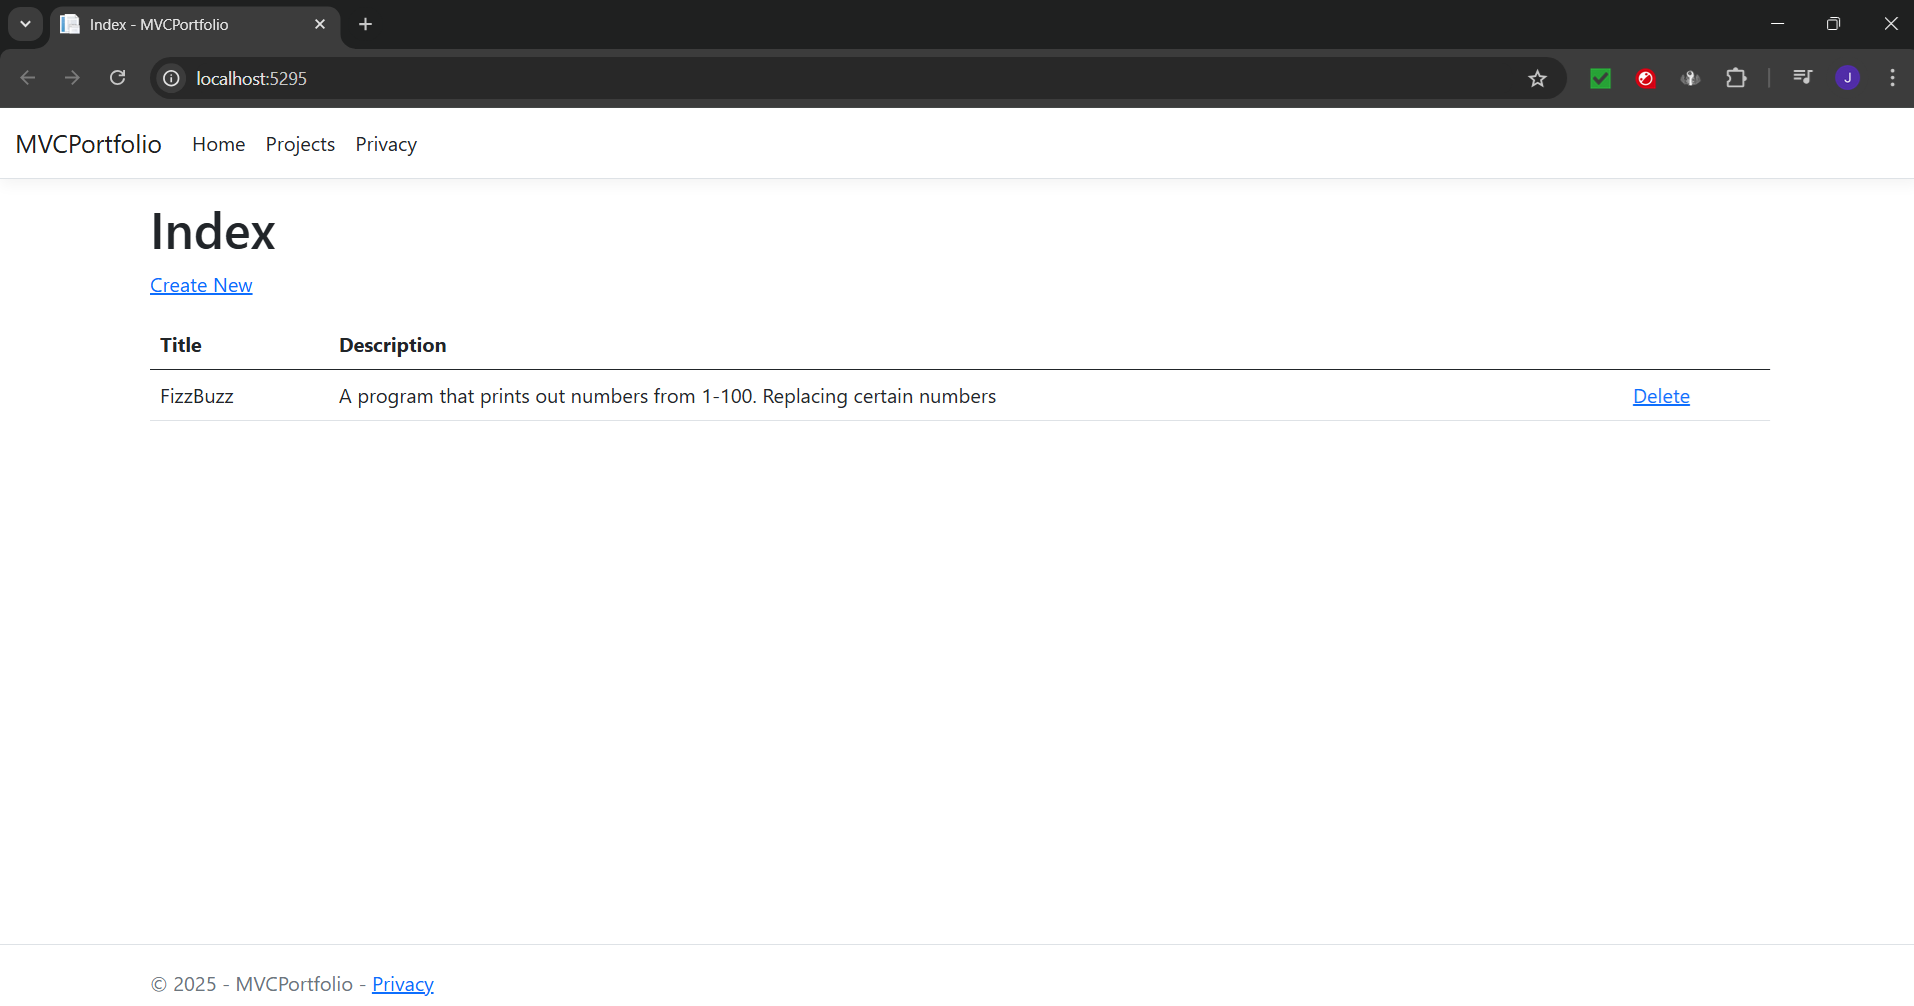 Index - MVCPortfolio
localhost:5295
J
MVCPortfolio Home Projects Privacy
Index
Create New
Title Description
FizzBuzz A program that prints out numbers from 1-100. Replacing certain numbers Delete
© 2025 - MVCPortfolio - Privacy